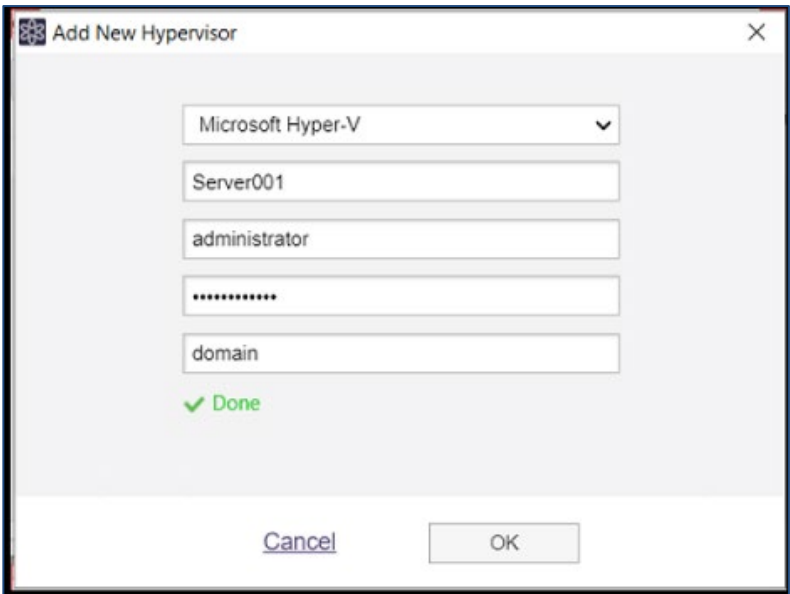 Add New Hypervisor
Microsoft Hyper-V
Server001
administrator
••••••••••••
domain
Done
Cancel
OK